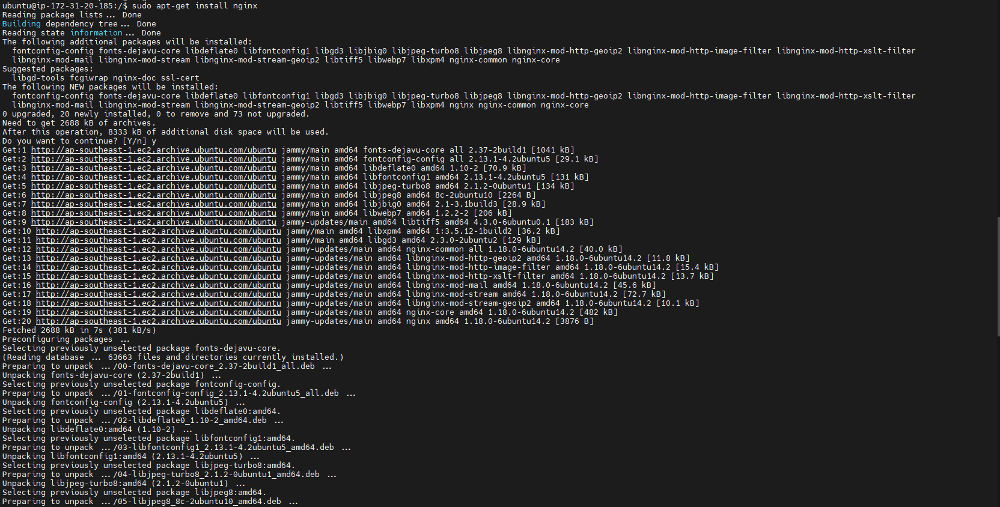 ubuntu@ip-172-31-20-185:/$ sudo apt-get install nginx
Reading package lists... Done
Building dependency tree... Done
Reading state information... Done
The following additional packages will be installed:
  fontconfig-config fonts-dejavu-core libdeflate0 libfontconfig1 libgd3 libjbig0 libjpeg-turbo8 libjpeg8 libnginx-mod-http-geoip2 libnginx-mod-http-image-filter libnginx-mod-http-xslt-filter
  libnginx-mod-mail libnginx-mod-stream libnginx-mod-stream-geoip2 libtiff5 libwebp7 libxpm4 nginx-common nginx-core
Suggested packages:
  libgd-tools fcgiwrap nginx-doc ssl-cert
The following NEW packages will be installed:
  fontconfig-config fonts-dejavu-core libdeflate0 libfontconfig1 libgd3 libjbig0 libjpeg-turbo8 libjpeg8 libnginx-mod-http-geoip2 libnginx-mod-http-image-filter libnginx-mod-http-xslt-filter
  libnginx-mod-mail libnginx-mod-stream libnginx-mod-stream-geoip2 libtiff5 libwebp7 libxpm4 nginx nginx-common nginx-core
0 upgraded, 20 newly installed, 0 to remove and 73 not upgraded.
Need to get 2688 kB of archives.
After this operation, 8333 kB of additional disk space will be used.
Do you want to continue? [Y/n] y
Get:1 http://ap-southeast-1.ec2.archive.ubuntu.com/ubuntu jammy/main amd64 fonts-dejavu-core all 2.37-2build1 [1041 kB]
Get:2 http://ap-southeast-1.ec2.archive.ubuntu.com/ubuntu jammy/main amd64 fontconfig-config all 2.13.1-4.2ubuntu5 [29.1 kB]
Get:3 http://ap-southeast-1.ec2.archive.ubuntu.com/ubuntu jammy/main amd64 libdeflate0 amd64 1.10-2 [70.9 kB]
Get:4 http://ap-southeast-1.ec2.archive.ubuntu.com/ubuntu jammy/main amd64 libfontconfig1 amd64 2.13.1-4.2ubuntu5 [131 kB]
Get:5 http://ap-southeast-1.ec2.archive.ubuntu.com/ubuntu jammy/main amd64 libjpeg-turbo8 amd64 2.1.2-0ubuntu1 [134 kB]
Get:6 http://ap-southeast-1.ec2.archive.ubuntu.com/ubuntu jammy/main amd64 libjpeg8 amd64 8c-2ubuntu10 [2264 B]
Get:7 http://ap-southeast-1.ec2.archive.ubuntu.com/ubuntu jammy/main amd64 libjbig0 amd64 2.1-3.1build3 [28.9 kB]
Get:8 http://ap-southeast-1.ec2.archive.ubuntu.com/ubuntu jammy/main amd64 libwebp7 amd64 1.2.2-2 [206 kB]
Get:9 http://ap-southeast-1.ec2.archive.ubuntu.com/ubuntu jammy-updates/main amd64 libtiff5 amd64 4.3.0-6ubuntu0.1 [183 kB]
Get:10 http://ap-southeast-1.ec2.archive.ubuntu.com/ubuntu jammy/main amd64 libxpm4 amd64 1:3.5.12-1build2 [36.2 kB]
Get:11 http://ap-southeast-1.ec2.archive.ubuntu.com/ubuntu jammy/main amd64 libgd3 amd64 2.3.0-2ubuntu2 [129 kB]
Get:12 http://ap-southeast-1.ec2.archive.ubuntu.com/ubuntu jammy-updates/main amd64 nginx-common all 1.18.0-6ubuntu14.2 [40.0 kB]
Get:13 http://ap-southeast-1.ec2.archive.ubuntu.com/ubuntu jammy-updates/main amd64 libnginx-mod-http-geoip2 amd64 1.18.0-6ubuntu14.2 [11.8 kB]
Get:14 http://ap-southeast-1.ec2.archive.ubuntu.com/ubuntu jammy-updates/main amd64 libnginx-mod-http-image-filter amd64 1.18.0-6ubuntu14.2 [15.4 kB]
Get:15 http://ap-southeast-1.ec2.archive.ubuntu.com/ubuntu jammy-updates/main amd64 libnginx-mod-http-xslt-filter amd64 1.18.0-6ubuntu14.2 [13.7 kB]
Get:16 http://ap-southeast-1.ec2.archive.ubuntu.com/ubuntu jammy-updates/main amd64 libnginx-mod-mail amd64 1.18.0-6ubuntu14.2 [45.6 kB]
Get:17 http://ap-southeast-1.ec2.archive.ubuntu.com/ubuntu jammy-updates/main amd64 libnginx-mod-stream amd64 1.18.0-6ubuntu14.2 [72.7 kB]
Get:18 http://ap-southeast-1.ec2.archive.ubuntu.com/ubuntu jammy-updates/main amd64 libnginx-mod-stream-geoip2 amd64 1.18.0-6ubuntu14.2 [10.1 kB]
Get:19 http://ap-southeast-1.ec2.archive.ubuntu.com/ubuntu jammy-updates/main amd64 nginx-core amd64 1.18.0-6ubuntu14.2 [482 kB]
Get:20 http://ap-southeast-1.ec2.archive.ubuntu.com/ubuntu jammy-updates/main amd64 nginx amd64 1.18.0-6ubuntu14.2 [3876 B]
Fetched 2688 kB in 7s (381 kB/s)
Preconfiguring packages ...
Selecting previously unselected package fonts-dejavu-core.
(Reading database ... 63663 files and directories currently installed.)
Preparing to unpack .../00-fonts-dejavu-core_2.37-2build1_all.deb ...
Unpacking fonts-dejavu-core (2.37-2build1) ...
Selecting previously unselected package fontconfig-config.
Preparing to unpack .../01-fontconfig-config_2.13.1-4.2ubuntu5_all.deb ...
Unpacking fontconfig-config (2.13.1-4.2ubuntu5) ...
Selecting previously unselected package libdeflate0:amd64.
Preparing to unpack .../02-libdeflate0_1.10-2_amd64.deb ...
Unpacking libdeflate0:amd64 (1.10-2) ...
Selecting previously unselected package libfontconfig1:amd64.
Preparing to unpack .../03-libfontconfig1_2.13.1-4.2ubuntu5_amd64.deb ...
Unpacking libfontconfig1:amd64 (2.13.1-4.2ubuntu5) ...
Selecting previously unselected package libjpeg-turbo8:amd64.
Preparing to unpack .../04-libjpeg-turbo8_2.1.2-0ubuntu1_amd64.deb ...
Unpacking libjpeg-turbo8:amd64 (2.1.2-0ubuntu1) ...
Selecting previously unselected package libjpeg8:amd64.
Preparing to unpack .../05-libjpeg8_8c-2ubuntu10_amd64.deb ...